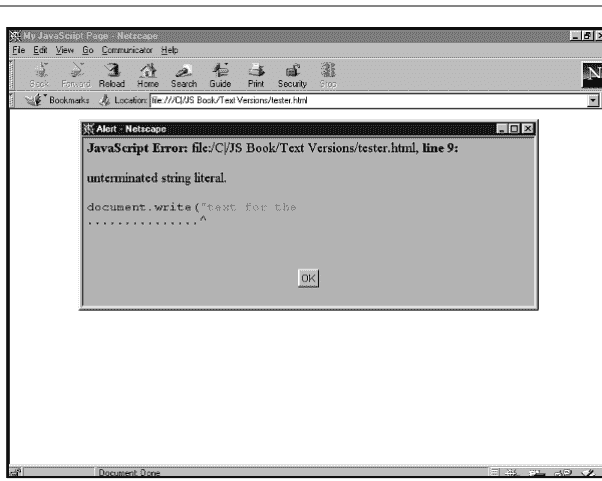 My JavaScript Page - Netscape
File Edit View Go Communicator Help
Back Forward Reload Home Search Guide Print Security Stop
N
Bookmarks Location: file:///C|/JS Book/Text Versions/tester.html
Alert - Netscape
JavaScript Error: file:/C|/JS Book/Text Versions/tester.html, line 9:
unterminated string literal.
document.write("text for the
..............^
OK
Document: Done